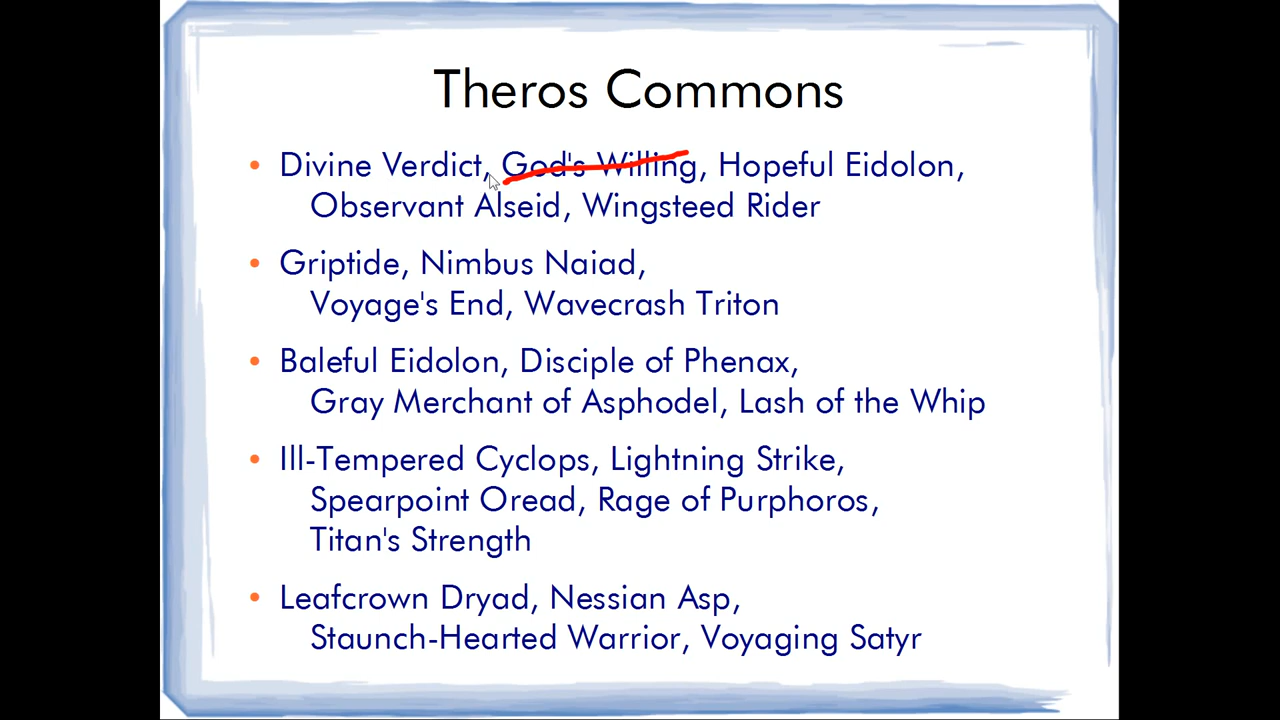 Theros Commons
• Divine Verdict, God's Willing, Hopeful Eidolon,
Observant Alseid, Wingsteed Rider
• Griptide, Nimbus Naiad,
Voyage's End, Wavecrash Triton
• Baleful Eidolon, Disciple of Phenax,
Gray Merchant of Asphodel, Lash of the Whip
• Ill-Tempered Cyclops, Lightning Strike,
Spearpoint Oread, Rage of Purphoros,
Titan's Strength
• Leafcrown Dryad, Nessian Asp,
Staunch-Hearted Warrior, Voyaging Satyr